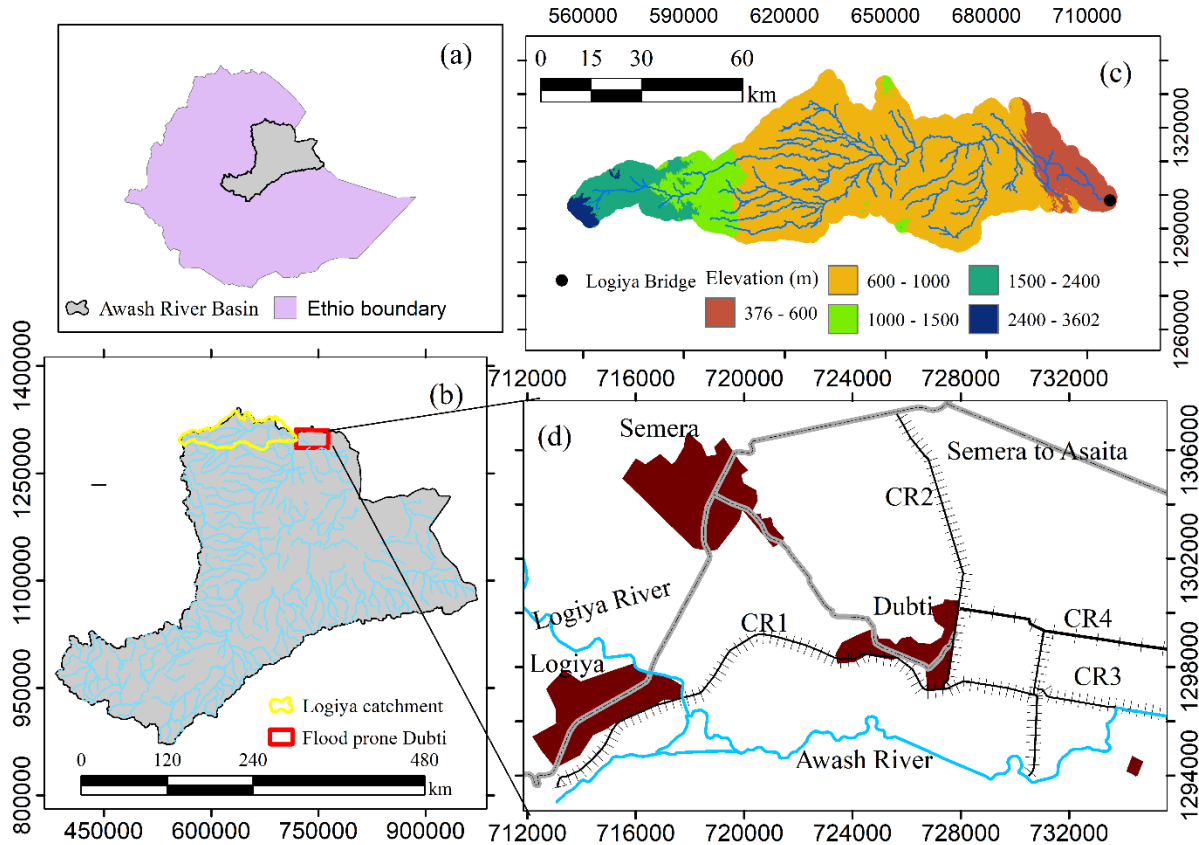 (a)
Awash River Basin
Ethio boundary
560000 590000 620000 650000 680000 710000
0 15 30 60
km
(c)
1320000
1290000
1260000
Logiya Bridge
Elevation (m)
376 - 600
600 - 1000
1000 - 1500
1500 - 2400
2400 - 3602
(b)
1400000
1250000
1100000
950000
800000
Logiya catchment
Flood prone Dubti
0 120 240 480
km
450000 600000 750000 900000
712000 716000 720000 724000 728000 732000
(d)
Semera
Semera to Asaita
CR2
Logiya River
Dubti
CR1
CR4
Logiya
CR3
Awash River
1306000
1302000
1298000
1294000
712000 716000 720000 724000 728000 732000